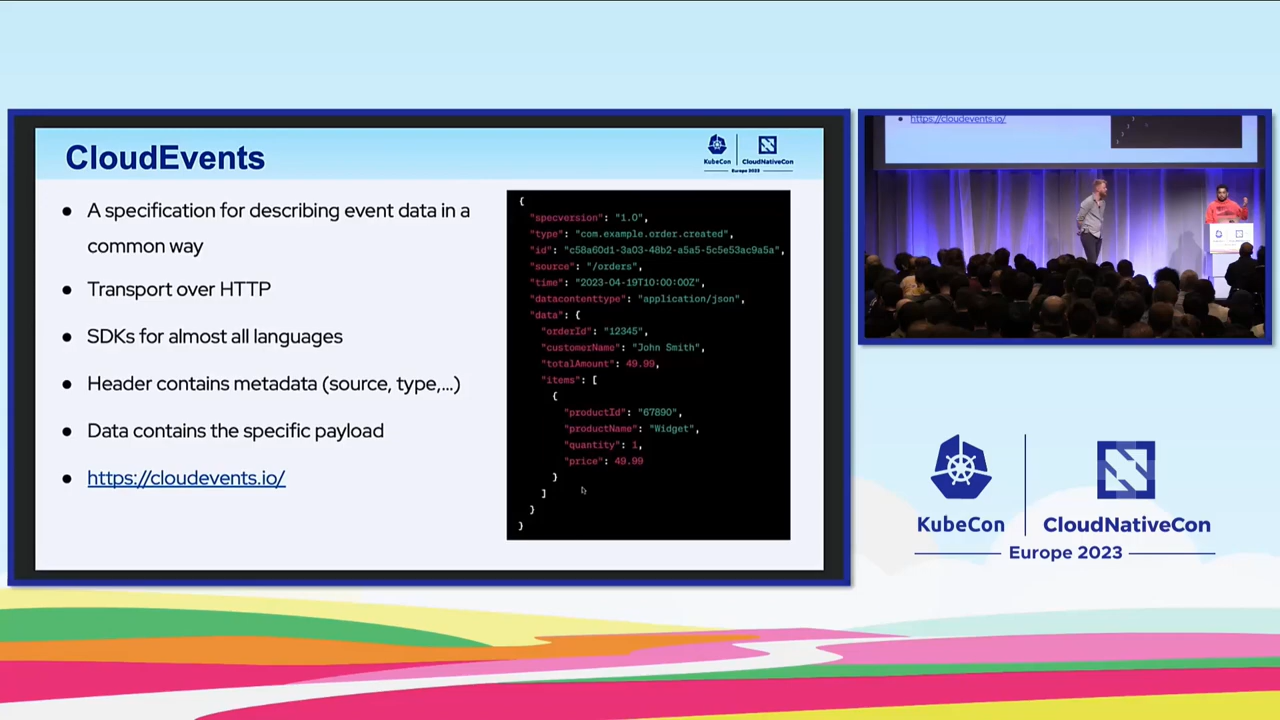 CloudEvents
KubeCon
CloudNativeCon
Europe 2023
● A specification for describing event data in a
common way
● Transport over HTTP
● SDKs for almost all languages
● Header contains metadata (source, type,...)
● Data contains the specific payload
● https://cloudevents.io/
{
"specversion": "1.0",
"type": "com.example.order.created",
"id": "c58a60d1-3a03-48b2-a5a5-5c5e53ac9a5a",
"source": "/orders",
"time": "2023-04-19T10:00:00Z",
"datacontenttype": "application/json",
"data": {
"orderId": "12345",
"customerName": "John Smith",
"totalAmount": 49.99,
"items": [
{
"productId": "67890",
"productName": "Widget",
"quantity": 1,
"price": 49.99
}
]
}
}
● https://cloudevents.io/
KubeCon
CloudNativeCon
Europe 2023